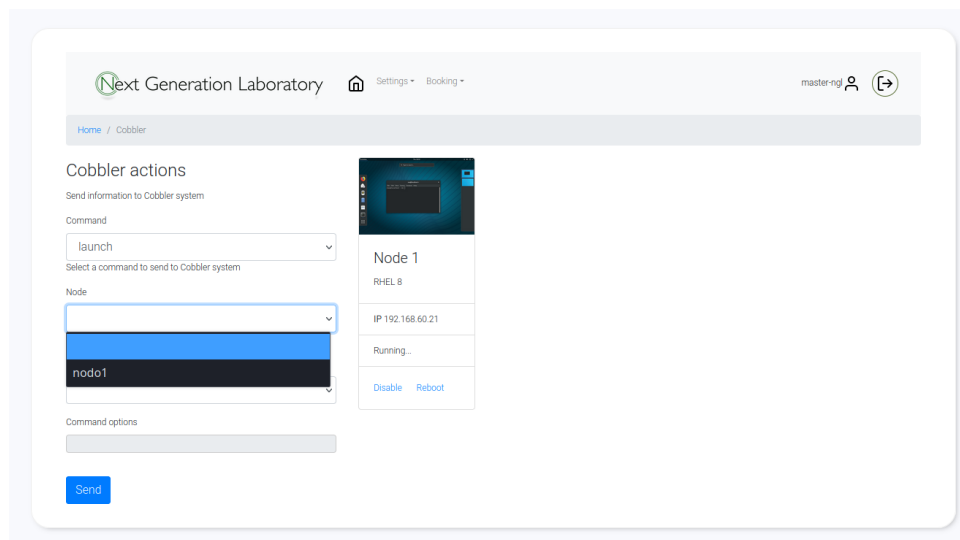 Next Generation Laboratory
Settings
Booking
master-ngl
Home / Cobbler
Cobbler actions
Send information to Cobbler system
Command
launch
Select a command to send to Cobbler system
Node
nodo1
Command options
Send
Node 1
RHEL 8
IP 192.168.60.21
Running...
Disable Reboot